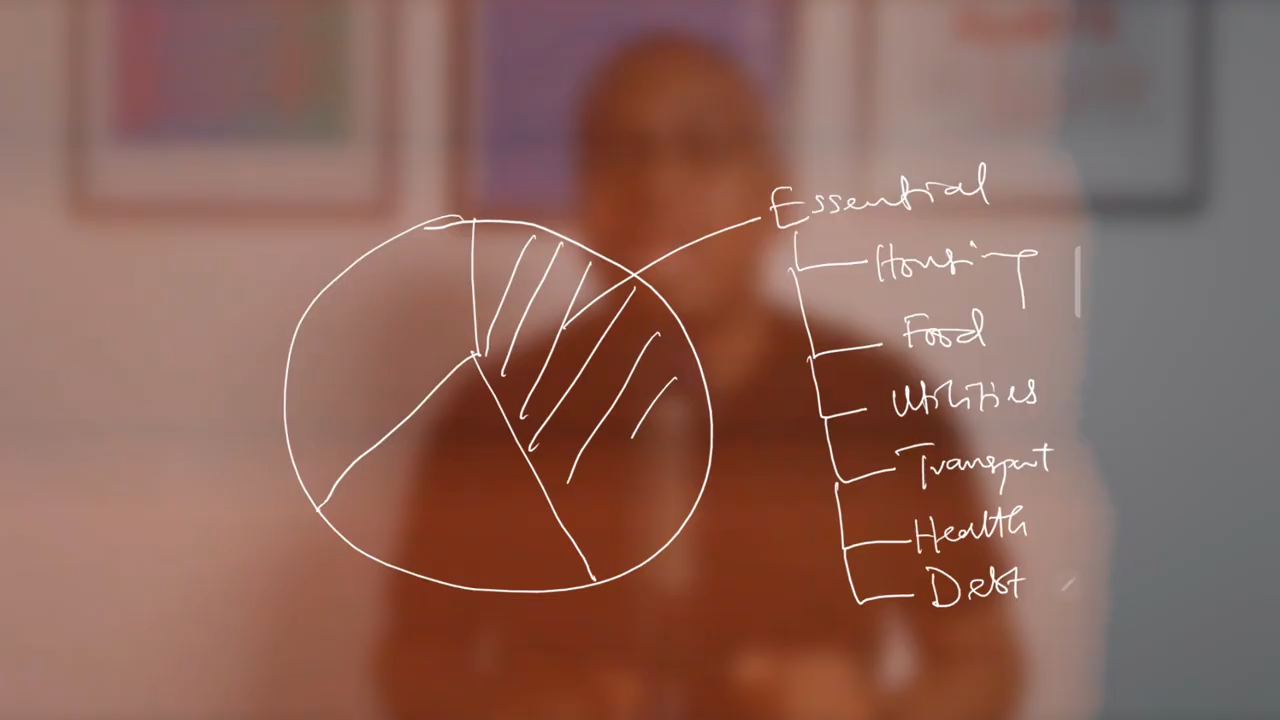 Essential
Housing
Food
Utilities
Transport
Health
Debt